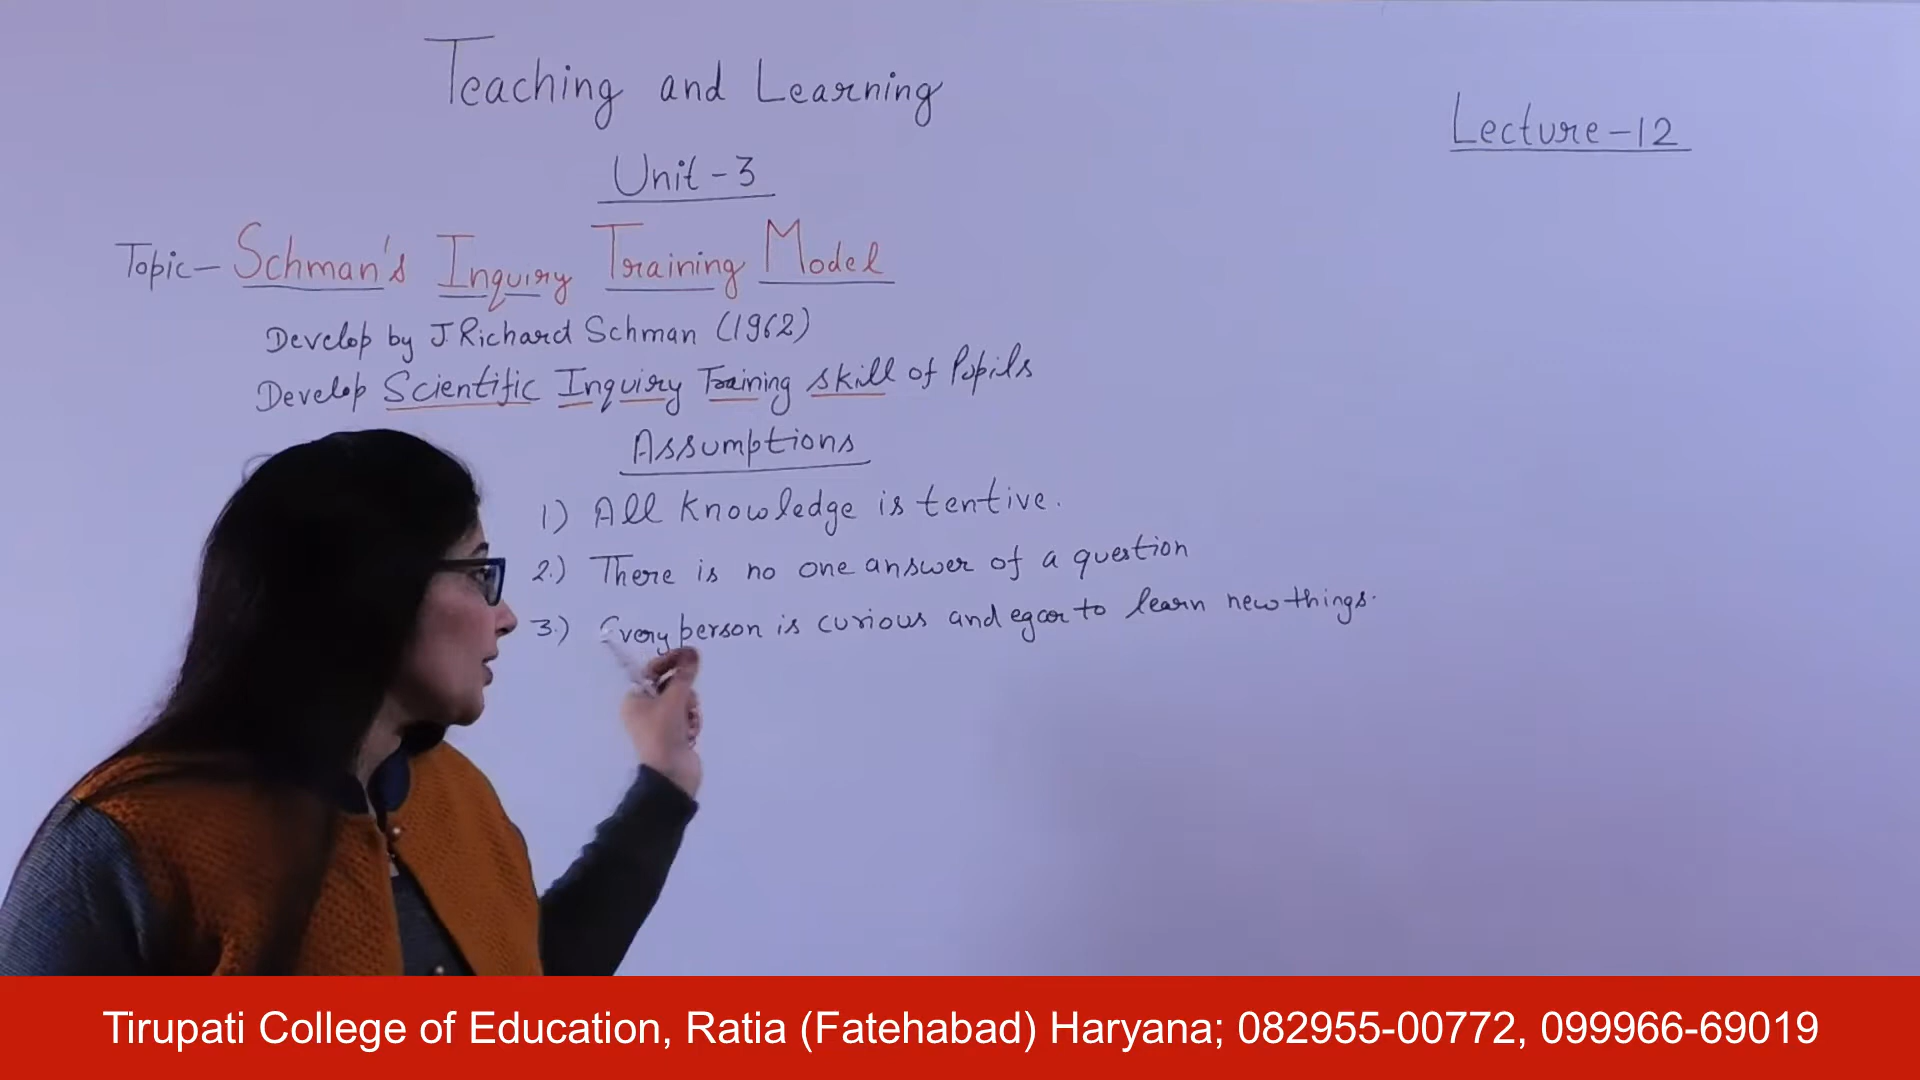 Teaching and Learning
Lecture-12
Unit-3
Topic- Schman's Inquiry Training Model
Develop by J. Richard Schman (1962)
Develop Scientific Inquiry Training skill of Pupils
Assumptions
1) All knowledge is tentive.
2.) There is no one answer of a question
3.) Every person is curious and egear to learn new things.
Tirupati College of Education, Ratia (Fatehabad) Haryana; 082955-00772, 099966-69019